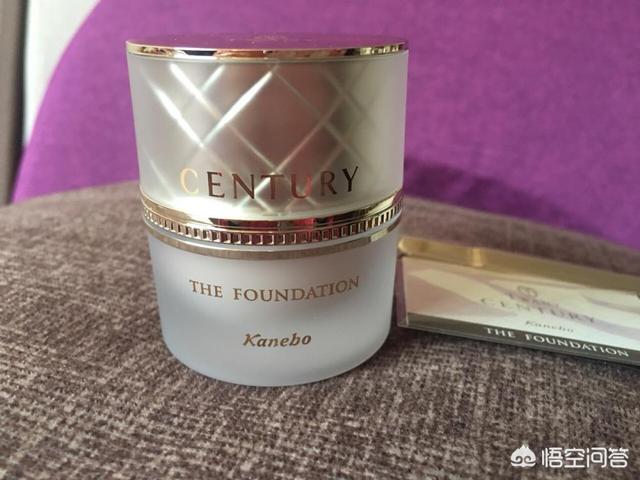 CENTURY
THE FOUNDATION
Kanebo
CENTURY
Kanebo
THE FOUNDATION
悟空问答